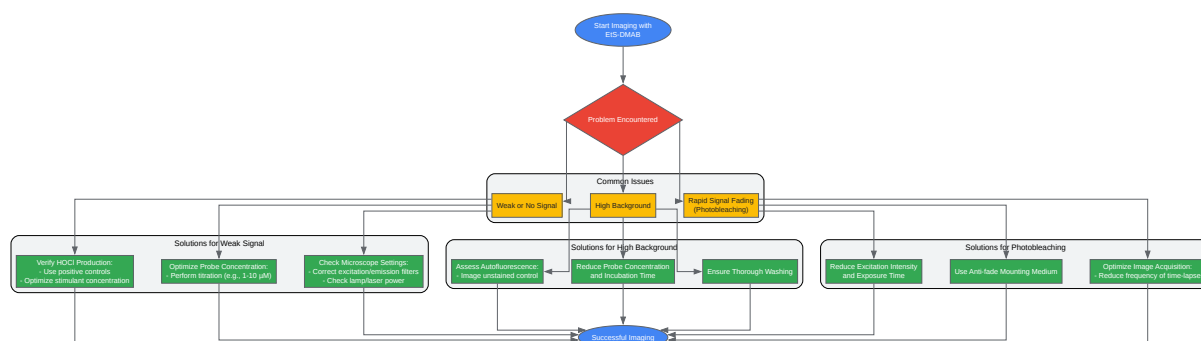 Start Imaging with
EtS-DMAB
Problem Encountered
Common Issues
Weak or No Signal
High Background
Rapid Signal Fading
(Photobleaching)
Solutions for Weak Signal
Verify HOCl Production:
- Use positive controls
- Optimize stimulant concentration
Optimize Probe Concentration:
- Perform titration (e.g., 1-10 µM)
Check Microscope Settings:
- Correct excitation/emission filters
- Check lamp/laser power
Solutions for High Background
Assess Autofluorescence:
- Image unstained control
Reduce Probe Concentration
and Incubation Time
Ensure Thorough Washing
Solutions for Photobleaching
Reduce Excitation Intensity
and Exposure Time
Use Anti-fade Mounting Medium
Optimize Image Acquisition:
- Reduce frequency of time-lapse
Successful Imaging